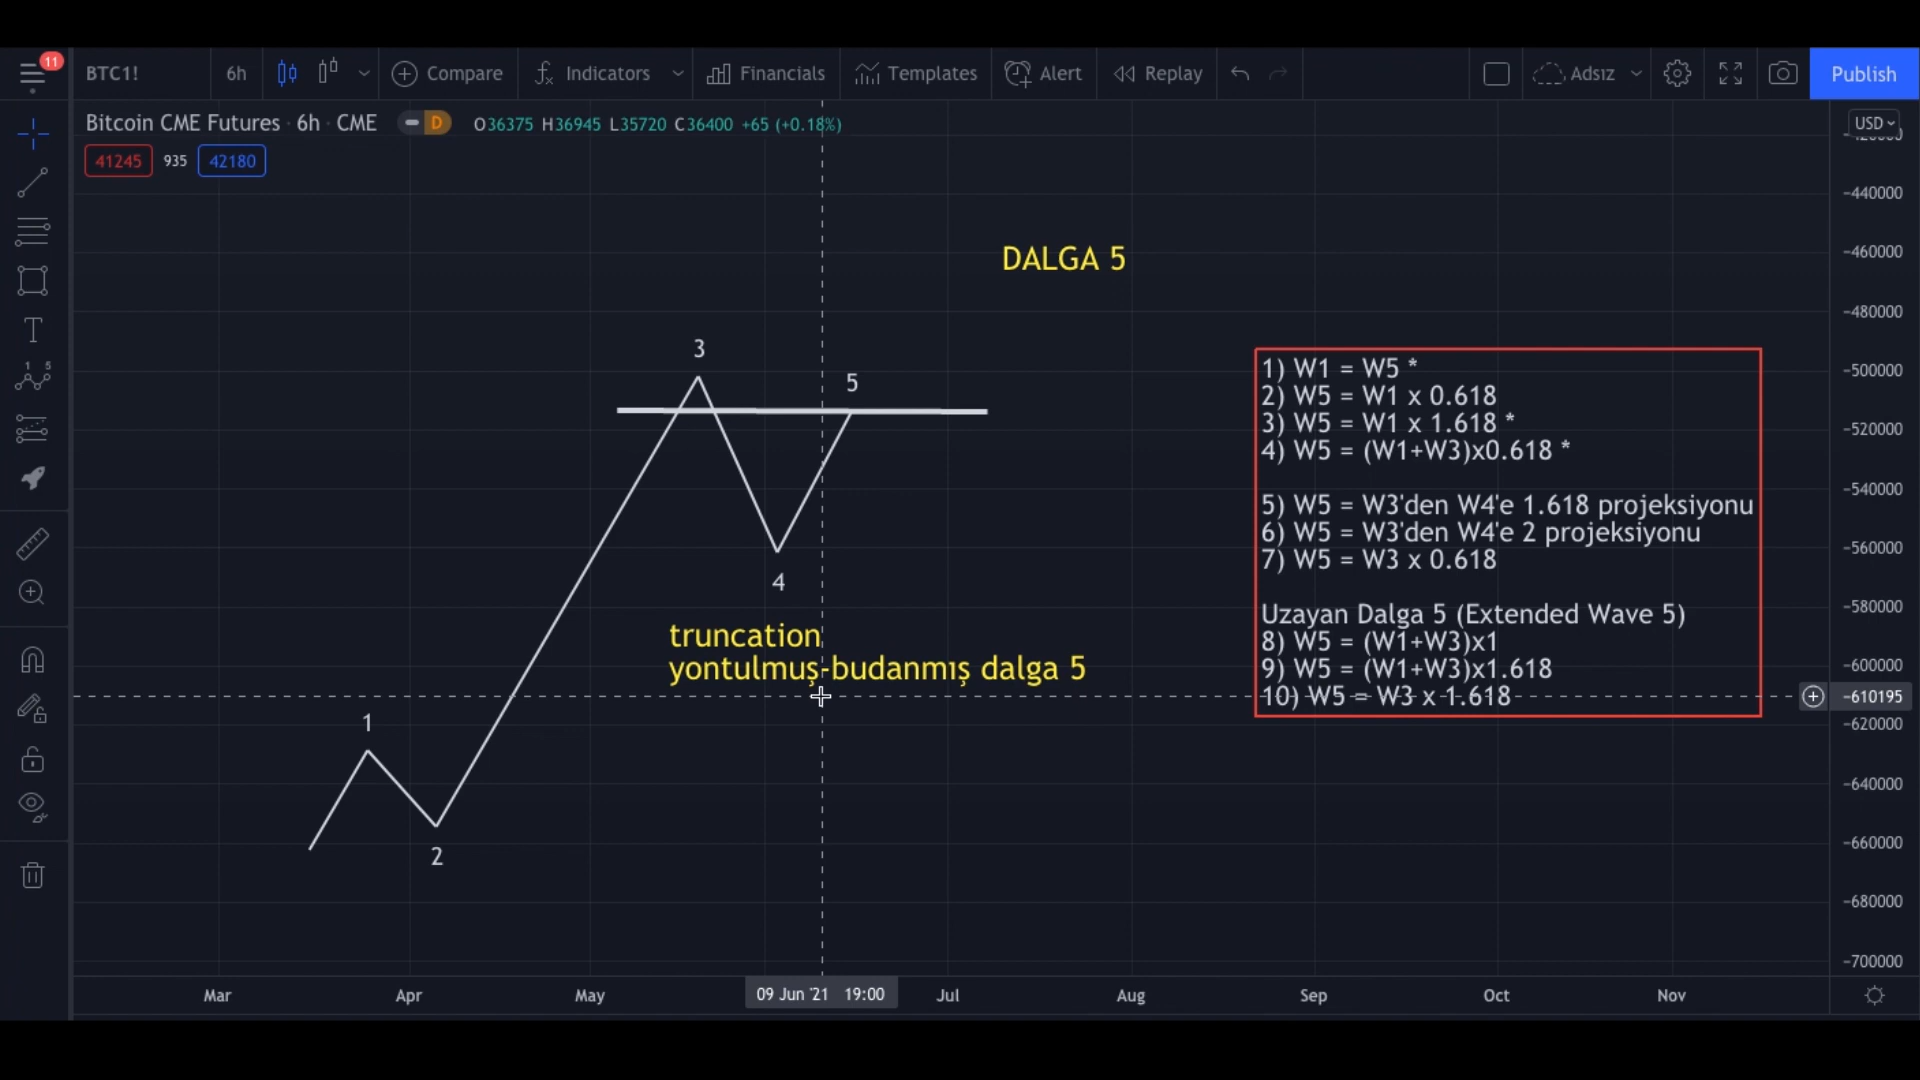 11
BTC1!
6h
Compare
Indicators
Financials
Templates
Alert
Replay
Adsız
Publish
Bitcoin CME Futures · 6h · CME
D
O36375 H36945 L35720 C36400 +65 (+0.18%)
USD
41245 935 42180
DALGA 5
1
2
3
4
5
truncation
yontulmuş-budanmış dalga 5
1) W1 = W5 *
2) W5 = W1 x 0.618
3) W5 = W1 x 1.618 *
4) W5 = (W1+W3)x0.618 *
5) W5 = W3'den W4'e 1.618 projeksiyonu
6) W5 = W3'den W4'e 2 projeksiyonu
7) W5 = W3 x 0.618
Uzayan Dalga 5 (Extended Wave 5)
8) W5 = (W1+W3)x1
9) W5 = (W1+W3)x1.618
10) W5 = W3 x 1.618
-440000
-460000
-480000
-500000
-520000
-540000
-560000
-580000
-600000
-610195
-620000
-640000
-660000
-680000
-700000
Mar
Apr
May
09 Jun '21 19:00
Jul
Aug
Sep
Oct
Nov